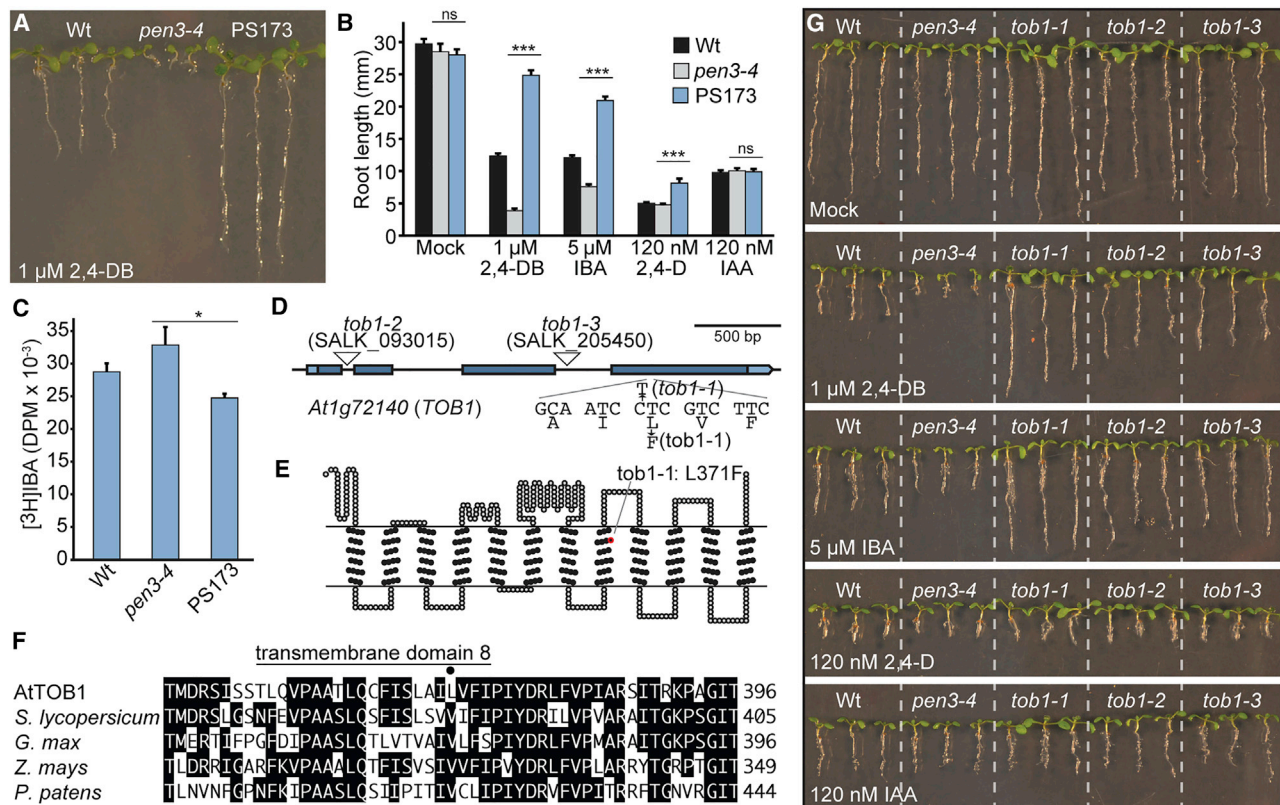 A
Wt pen3-4 PS173
1 µM 2,4-DB
B
Root length (mm)
30
25
20
15
10
5
0
ns
***
***
***
ns
Wt
pen3-4
PS173
Mock
1 µM 2,4-DB
5 µM IBA
120 nM 2,4-D
120 nM IAA
C
[3H]IBA (DPM x 10-3)
35
30
25
20
15
10
5
0
*
Wt
pen3-4
PS173
D
tob1-2 (SALK_093015)
tob1-3 (SALK_205450)
500 bp
At1g72140 (TOB1)
T (tob1-1)
GCA ATC CTC GTC TTC
A I L V F
F (tob1-1)
E
tob1-1: L371F
F
transmembrane domain 8
AtTOB1 TMDRSISSTLQVPAATLQCFISLAILVFIPIYDRLFVPIARSITRKPAGIT 396
S. lycopersicum TMDRSLGSNFEVPAASLQSFISLSVVIFIPIYDRILVPVARAITGKPSGIT 405
G. max TMERTIFPGFDIPAASLQTLVTVAIVLFSPIYDRLFVPMARAITGKPSGIT 396
Z. mays TLDRRIGARFKVPAAALQTFISVSIVVFIPVYDRLFVPLARRYTGRPTGIT 349
P. patens TLNVNFGPNFKIPAASLQSIIPITIVCLIPIYDRVFVPITRRFTGNVRGIT 444
G
Wt pen3-4 tob1-1 tob1-2 tob1-3
Mock
Wt pen3-4 tob1-1 tob1-2 tob1-3
1 µM 2,4-DB
Wt pen3-4 tob1-1 tob1-2 tob1-3
5 µM IBA
Wt pen3-4 tob1-1 tob1-2 tob1-3
120 nM 2,4-D
Wt pen3-4 tob1-1 tob1-2 tob1-3
120 nM IAA